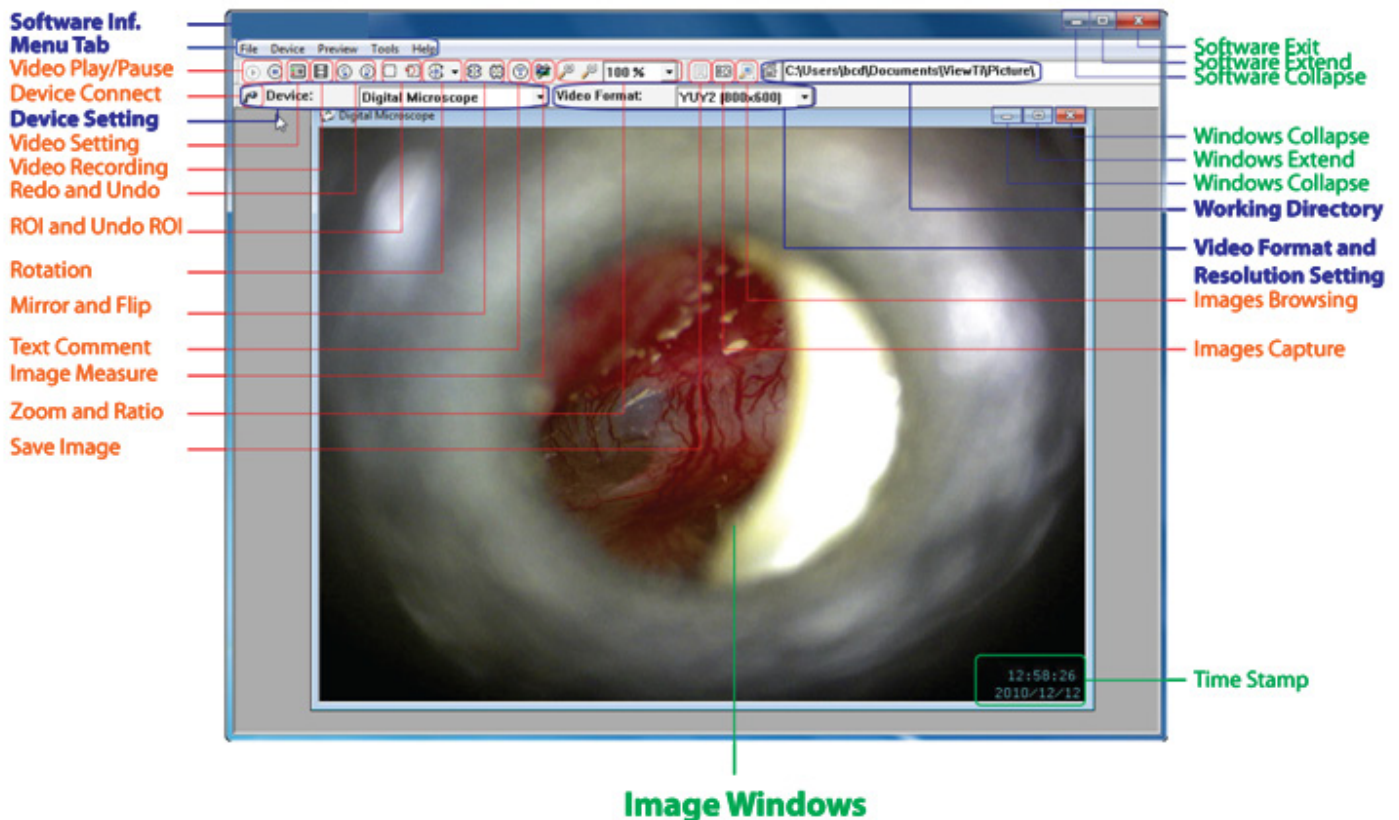 Software Inf.
Menu Tab
Video Play/Pause
Device Connect
Device Setting
Video Setting
Video Recording
Redo and Undo
ROI and Undo ROI
Rotation
Mirror and Flip
Text Comment
Image Measure
Zoom and Ratio
Save Image
File Device Preview Tools Help
100 % C:\Users\bcd\Documents\ViewTi\Picture\
Device: Digital Microscope Video Format: YUY2 (800x600)
Digital Microscope
12:58:26
2010/12/12
Software Exit
Software Extend
Software Collapse
Windows Collapse
Windows Extend
Windows Collapse
Working Directory
Video Format and
Resolution Setting
Images Browsing
Images Capture
Time Stamp
Image Windows